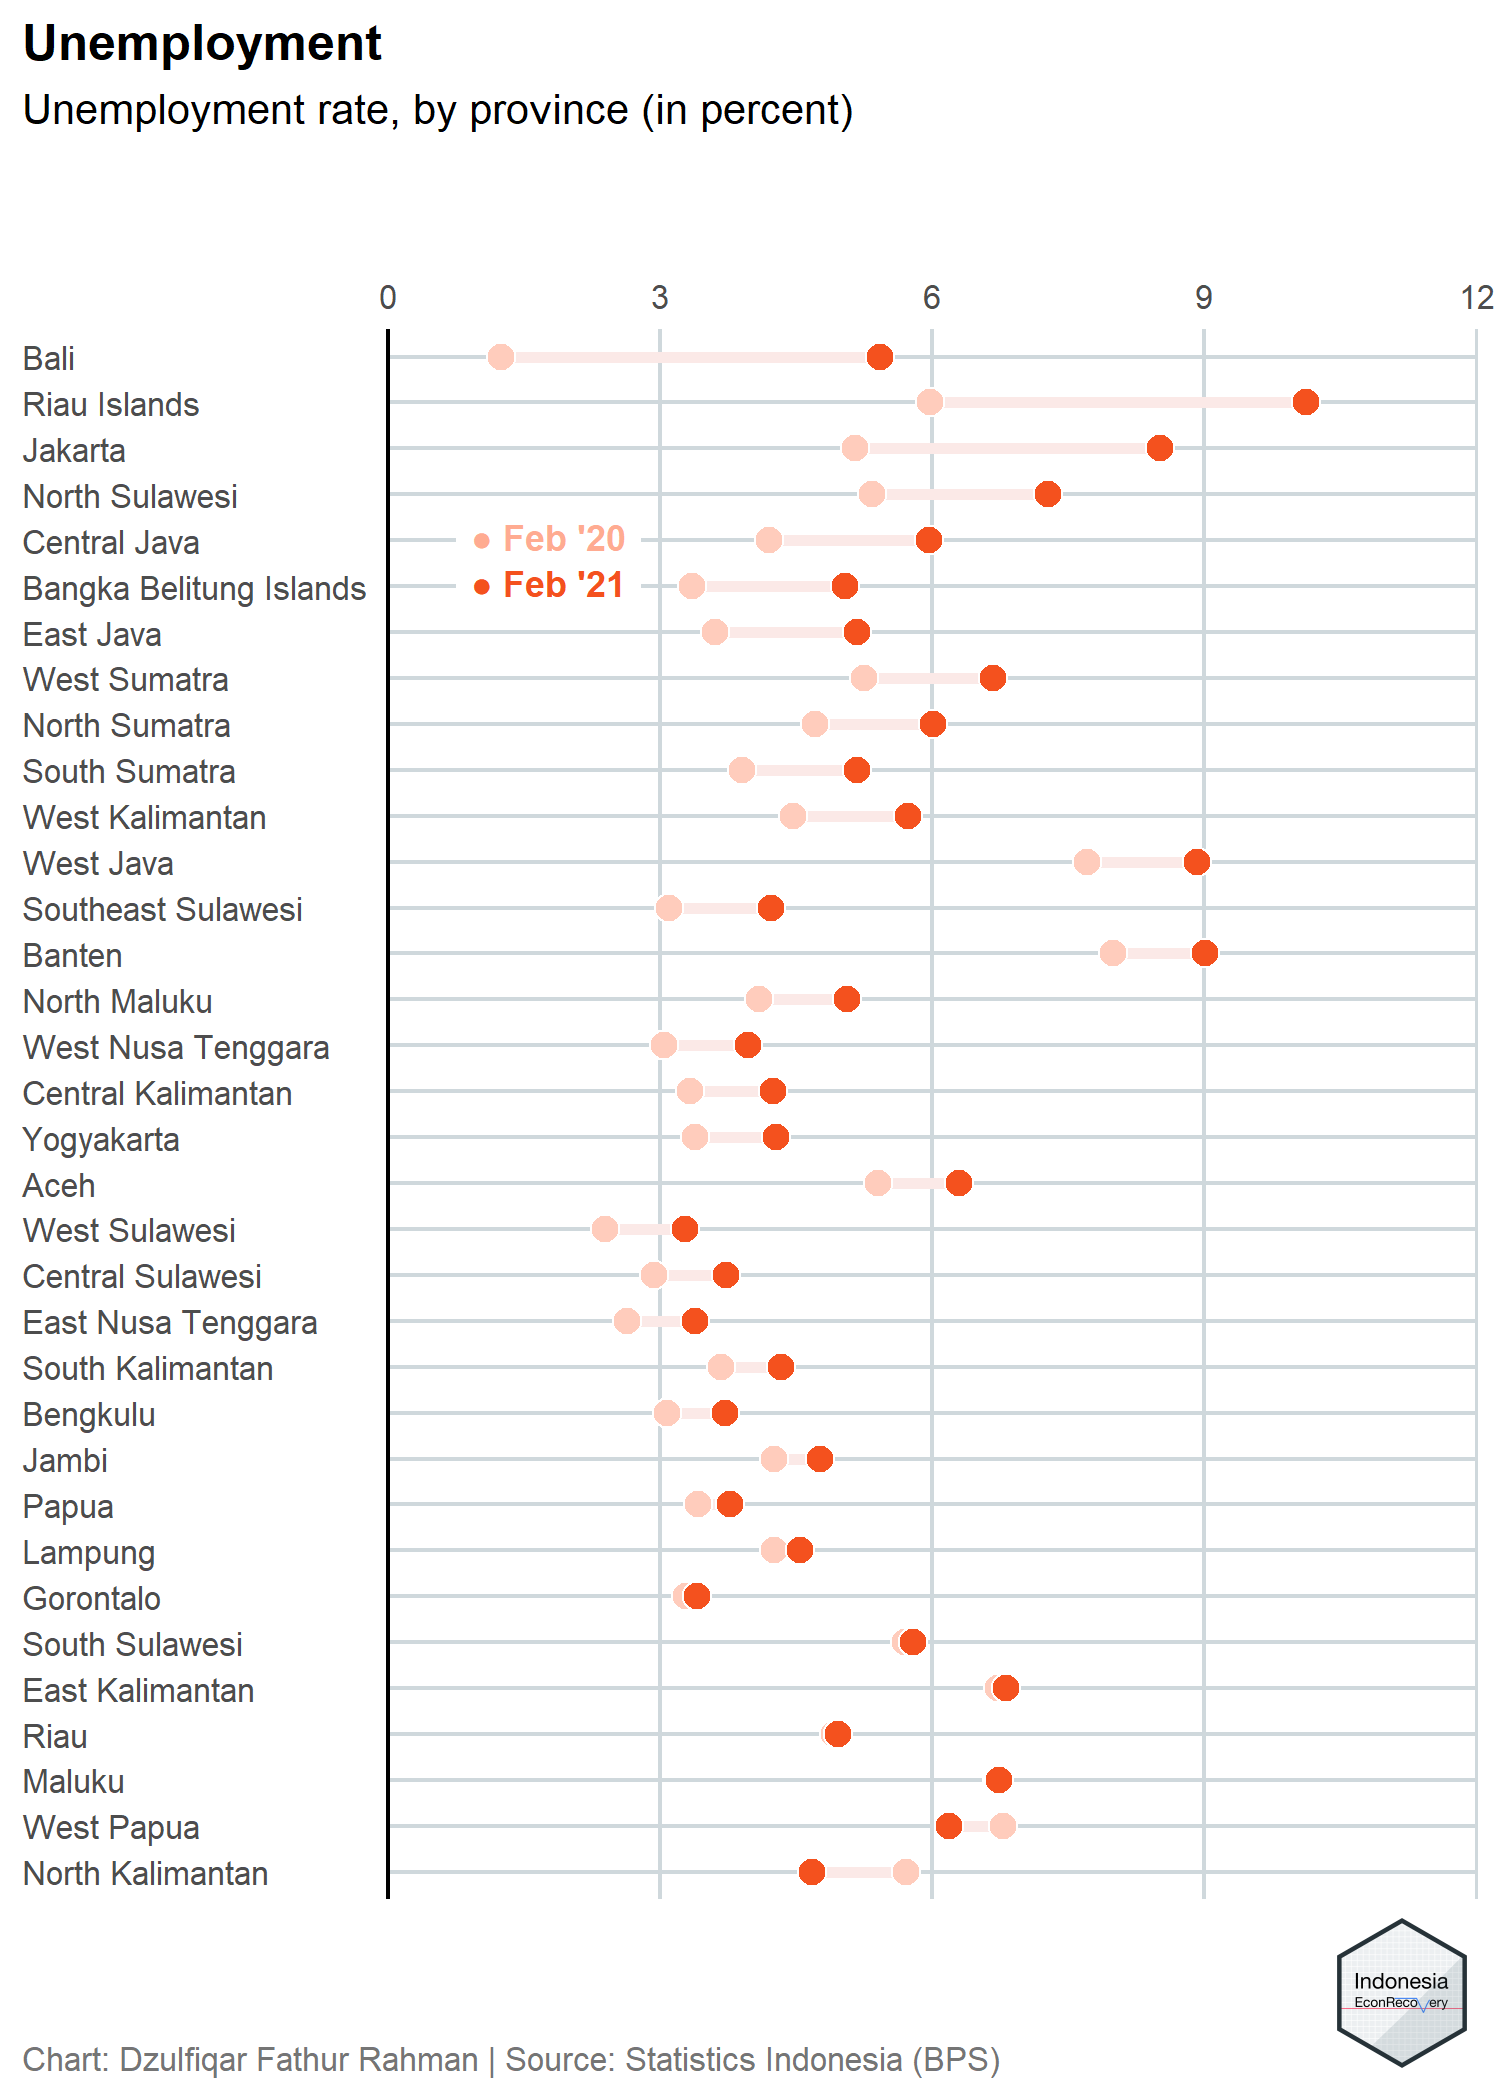 Unemployment
Unemployment rate, by province (in percent)
0 3 6 9 12
Bali
Riau Islands
Jakarta
North Sulawesi
Central Java
Feb '20
Bangka Belitung Islands
Feb '21
East Java
West Sumatra
North Sumatra
South Sumatra
West Kalimantan
West Java
Southeast Sulawesi
Banten
North Maluku
West Nusa Tenggara
Central Kalimantan
Yogyakarta
Aceh
West Sulawesi
Central Sulawesi
East Nusa Tenggara
South Kalimantan
Bengkulu
Jambi
Papua
Lampung
Gorontalo
South Sulawesi
East Kalimantan
Riau
Maluku
West Papua
North Kalimantan
Indonesia
EconRecovery
Chart: Dzulfiqar Fathur Rahman | Source: Statistics Indonesia (BPS)